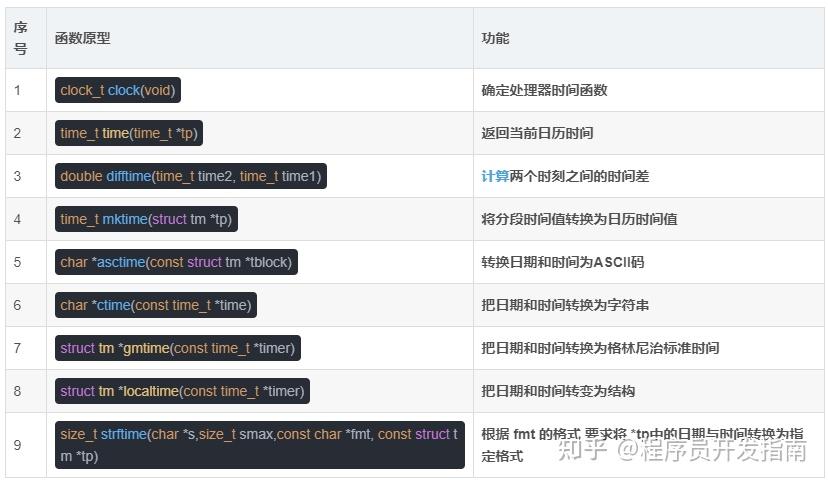 序号 函数原型 功能
1 clock_t clock(void) 确定处理器时间函数
2 time_t time(time_t *tp) 返回当前日历时间
3 double difftime(time_t time2, time_t time1) 计算两个时刻之间的时间差
4 time_t mktime(struct tm *tp) 将分段时间值转换为日历时间值
5 char *asctime(const struct tm *tblock) 转换日期和时间为ASCII码
6 char *ctime(const time_t *time) 把日期和时间转换为字符串
7 struct tm *gmtime(const time_t *timer) 把日期和时间转换为格林尼治标准时间
8 struct tm *localtime(const time_t *timer) 把日期和时间转变为结构
9 size_t strftime(char *s,size_t smax,const char *fmt, const struct t
m *tp)
根据 fmt 的格式 要求将 *tp中的日期与时间转换为指
定格式
知乎 @程序员开发指南